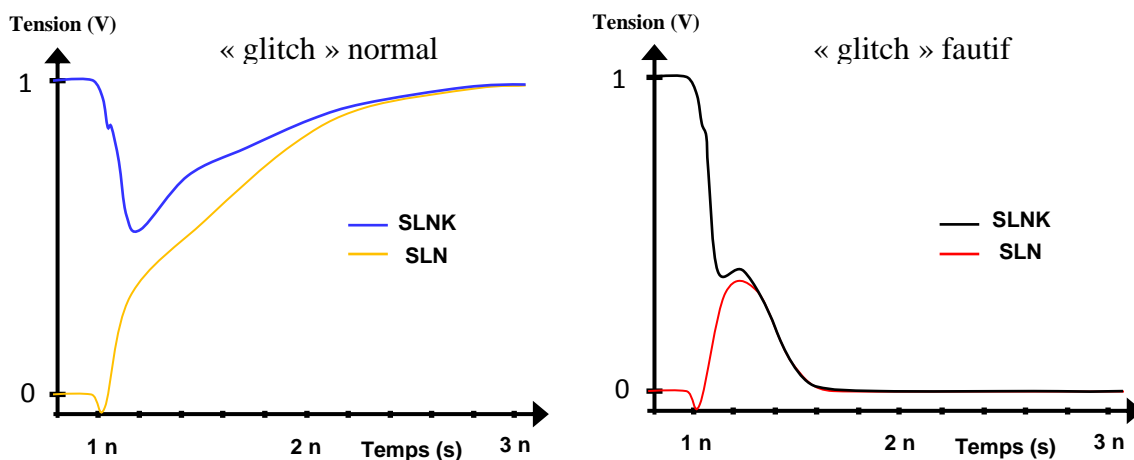 Tension (V)
« glitch » normal
1
0
SLNK
SLN
1 n
2 n
Temps (s)
3 n
Tension (V)
« glitch » fautif
1
0
SLNK
SLN
1 n
2 n
Temps (s)
3 n